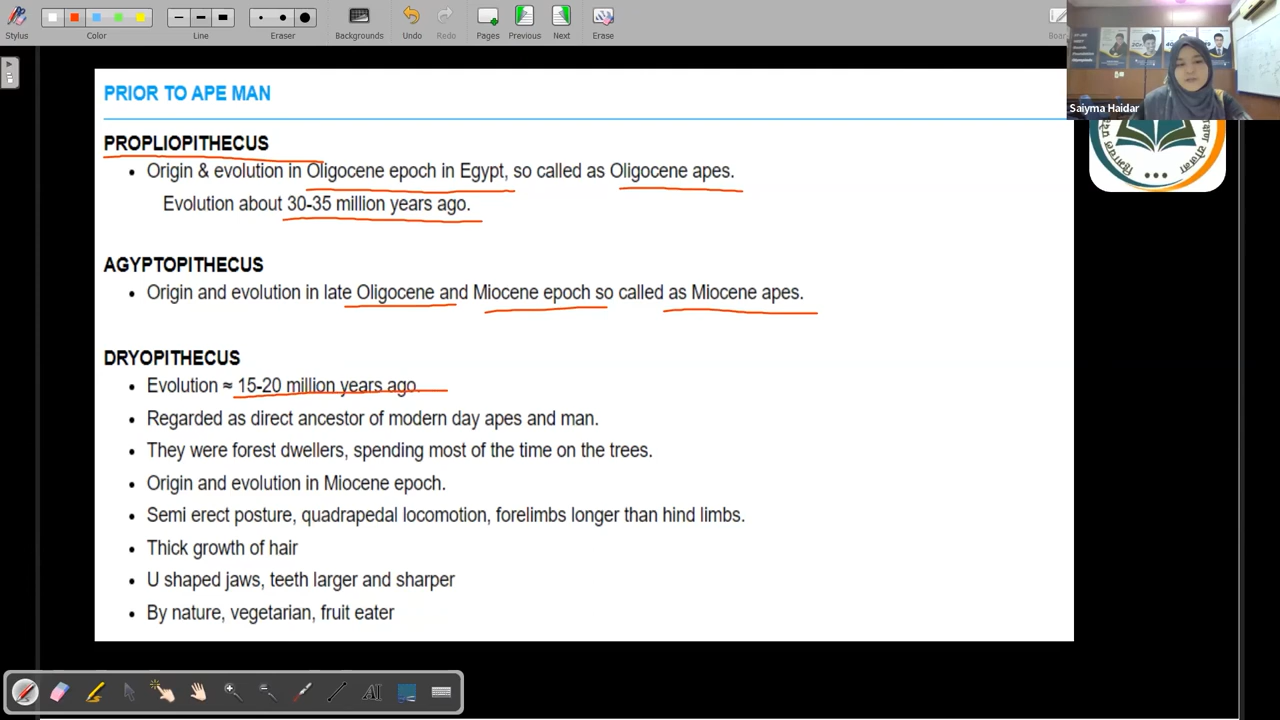 Stylus
Color
Line
Eraser
Backgrounds
Undo
Redo
Pages
Previous
Next
Erase
Saiyma Haidar
PRIOR TO APE MAN
PROPLIOPITHECUS
• Origin & evolution in Oligocene epoch in Egypt, so called as Oligocene apes.
Evolution about 30-35 million years ago.
AGYPTOPITHECUS
• Origin and evolution in late Oligocene and Miocene epoch so called as Miocene apes.
DRYOPITHECUS
• Evolution ≈ 15-20 million years ago.
• Regarded as direct ancestor of modern day apes and man.
• They were forest dwellers, spending most of the time on the trees.
• Origin and evolution in Miocene epoch.
• Semi erect posture, quadrapedal locomotion, forelimbs longer than hind limbs.
• Thick growth of hair
• U shaped jaws, teeth larger and sharper
• By nature, vegetarian, fruit eater